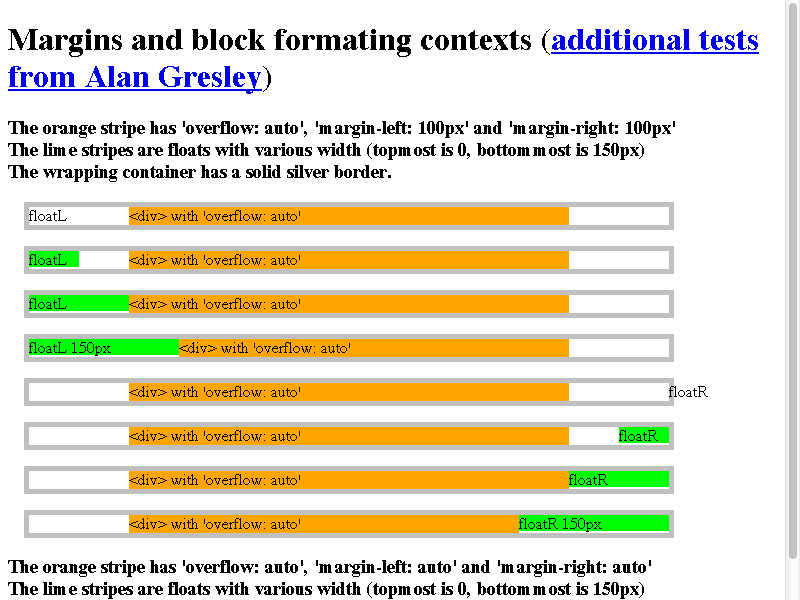 Margins and block formating contexts (additional tests
from Alan Gresley)
The orange stripe has 'overflow: auto', 'margin-left: 100px' and 'margin-right: 100px'
The lime stripes are floats with various width (topmost is 0, bottommost is 150px)
The wrapping container has a solid silver border.
floatL <div> with 'overflow: auto'
floatL <div> with 'overflow: auto'
floatL <div> with 'overflow: auto'
floatL 150px <div> with 'overflow: auto'
<div> with 'overflow: auto' floatR
<div> with 'overflow: auto' floatR
<div> with 'overflow: auto' floatR
<div> with 'overflow: auto' floatR 150px
The orange stripe has 'overflow: auto', 'margin-left: auto' and 'margin-right: auto'
The lime stripes are floats with various width (topmost is 0, bottommost is 150px)